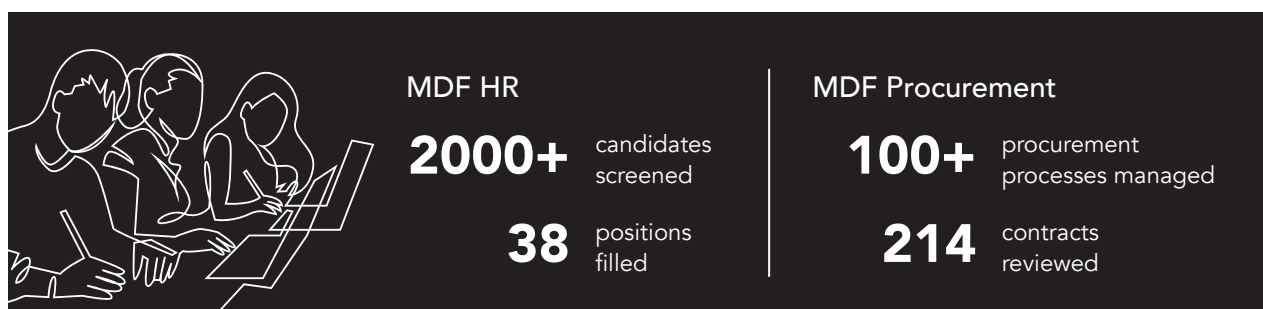 MDF HR
2000+ candidates
screened
38 positions
filled
MDF Procurement
100+ procurement
processes managed
214 contracts
reviewed